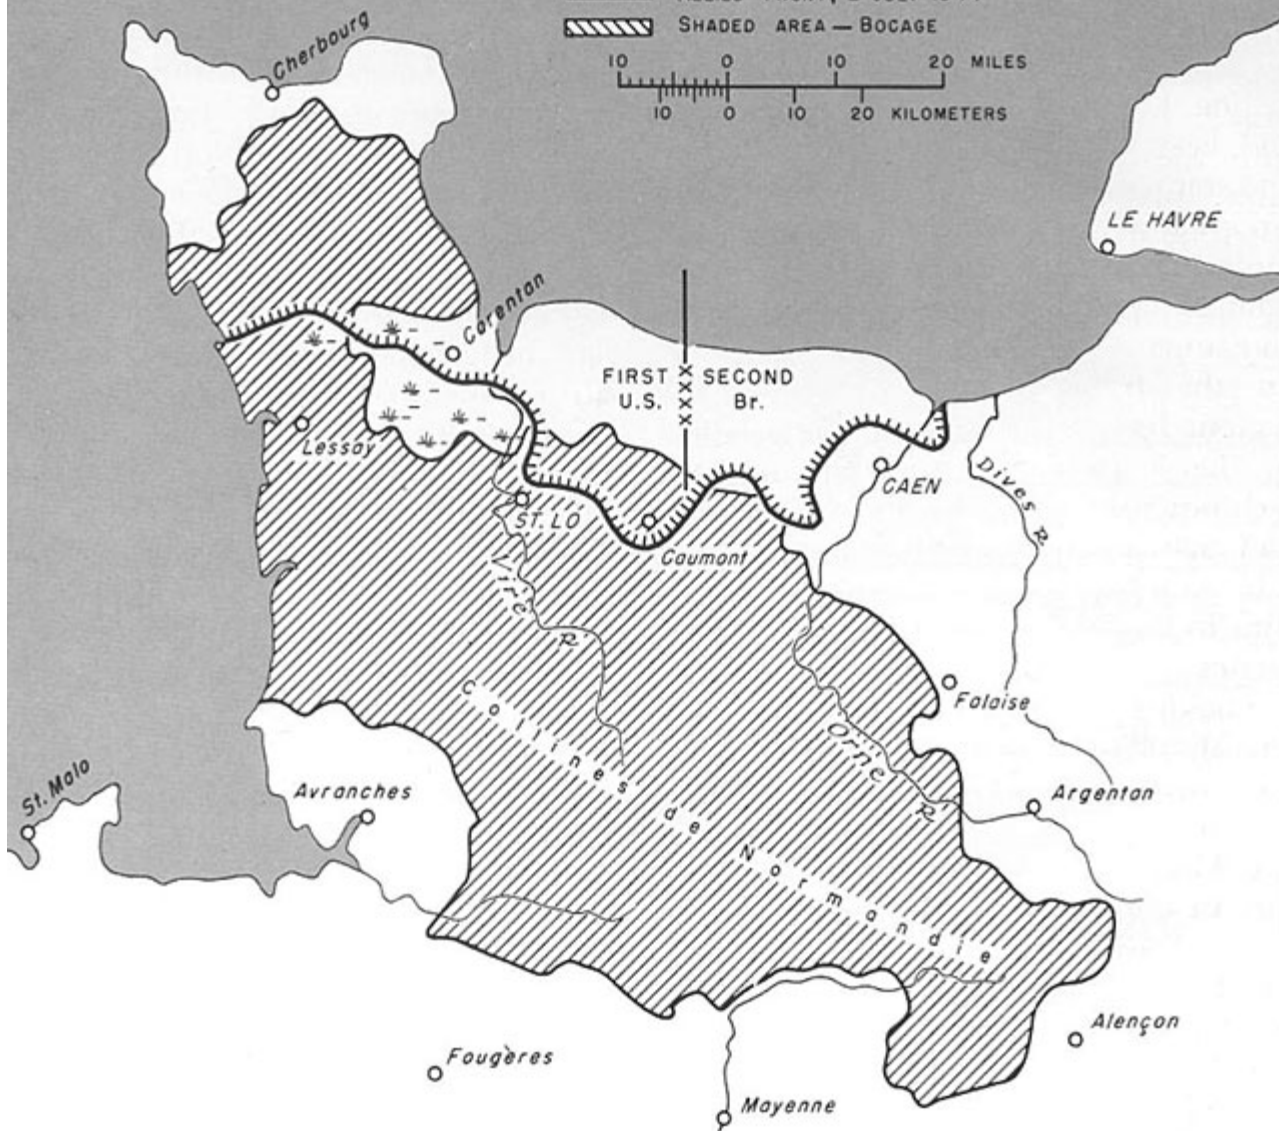 SHADED AREA — BOCAGE
10 0 10 20 MILES
10 0 10 20 KILOMETERS
Cherbourg
LE HAVRE
Carentan
FIRST U.S.
xxxx
SECOND Br.
Lessay
CAEN
Dives R.
ST. LO
Caumont
Vire R.
Falaise
Orne R.
Collines de Normandie
St. Malo
Avranches
Argentan
Alençon
Fougères
Mayenne